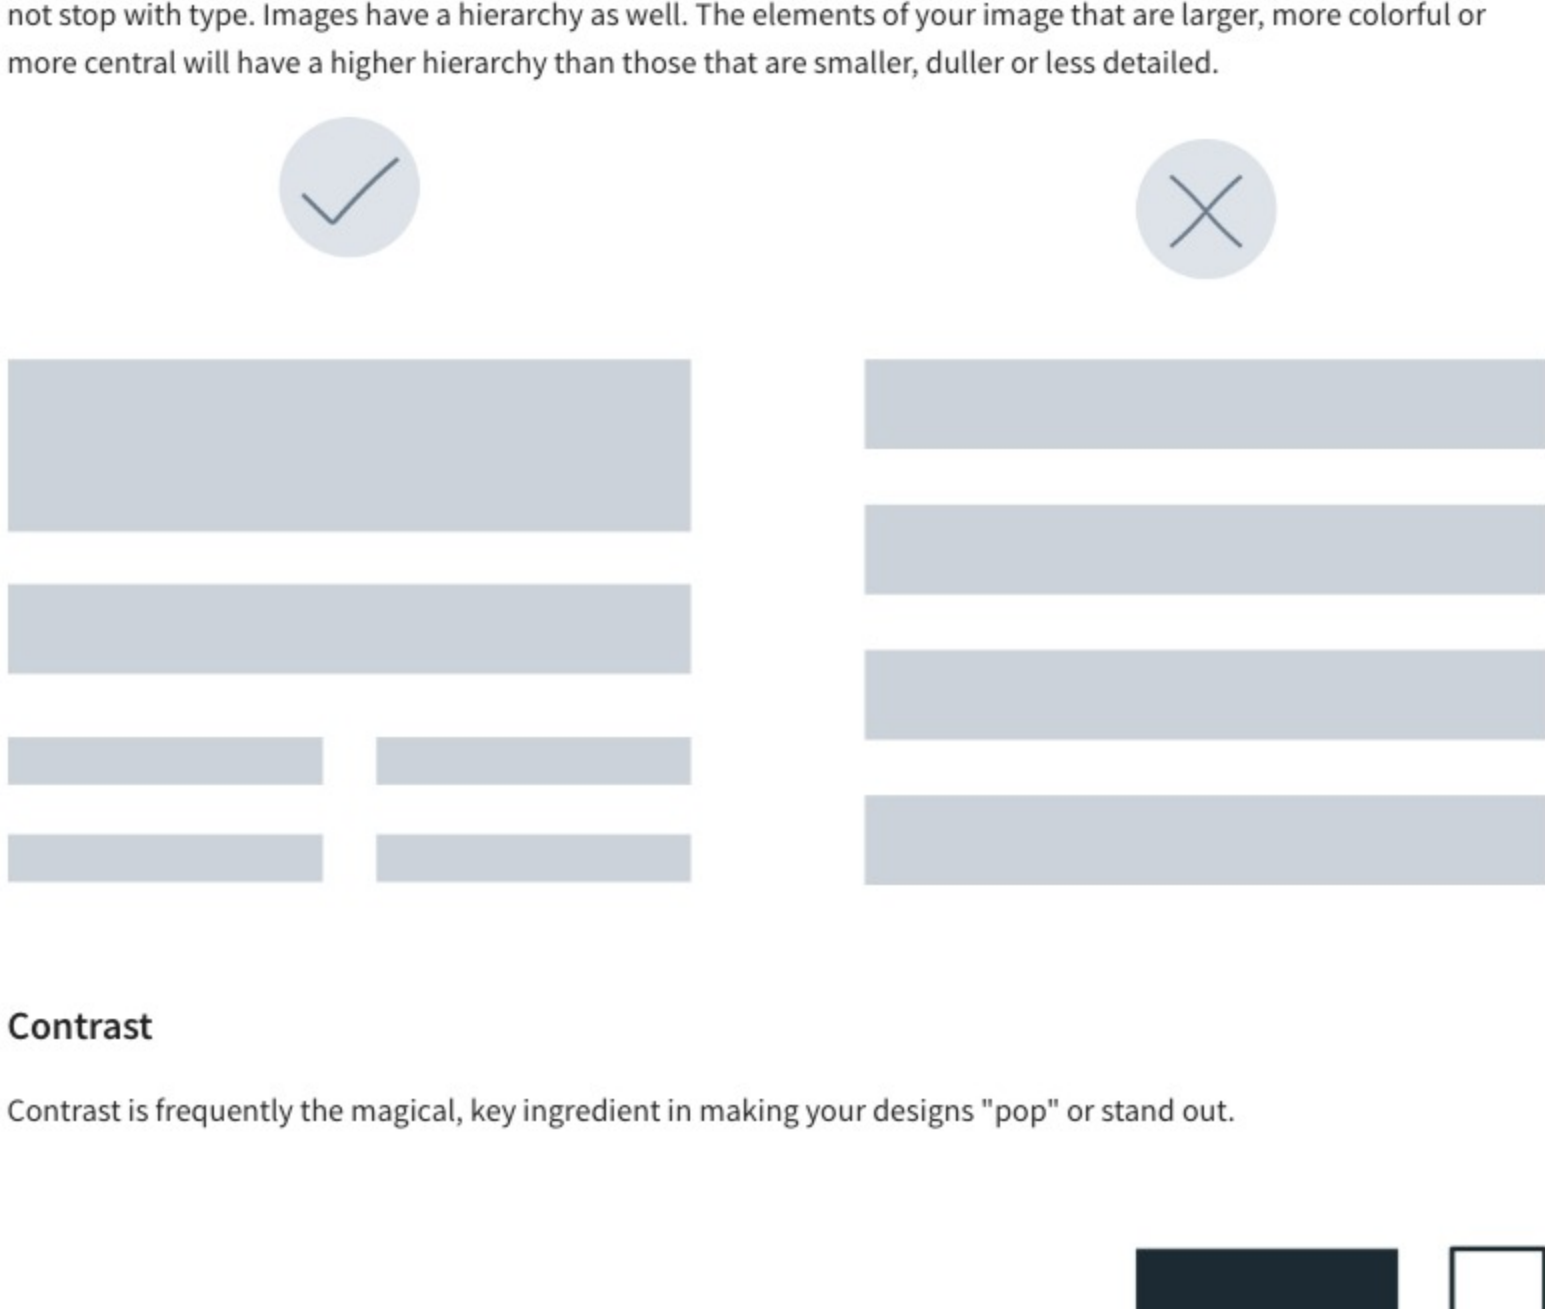 not stop with type. Images have a hierarchy as well. The elements of your image that are larger, more colorful or
more central will have a higher hierarchy than those that are smaller, duller or less detailed.
Contrast
Contrast is frequently the magical, key ingredient in making your designs "pop" or stand out.